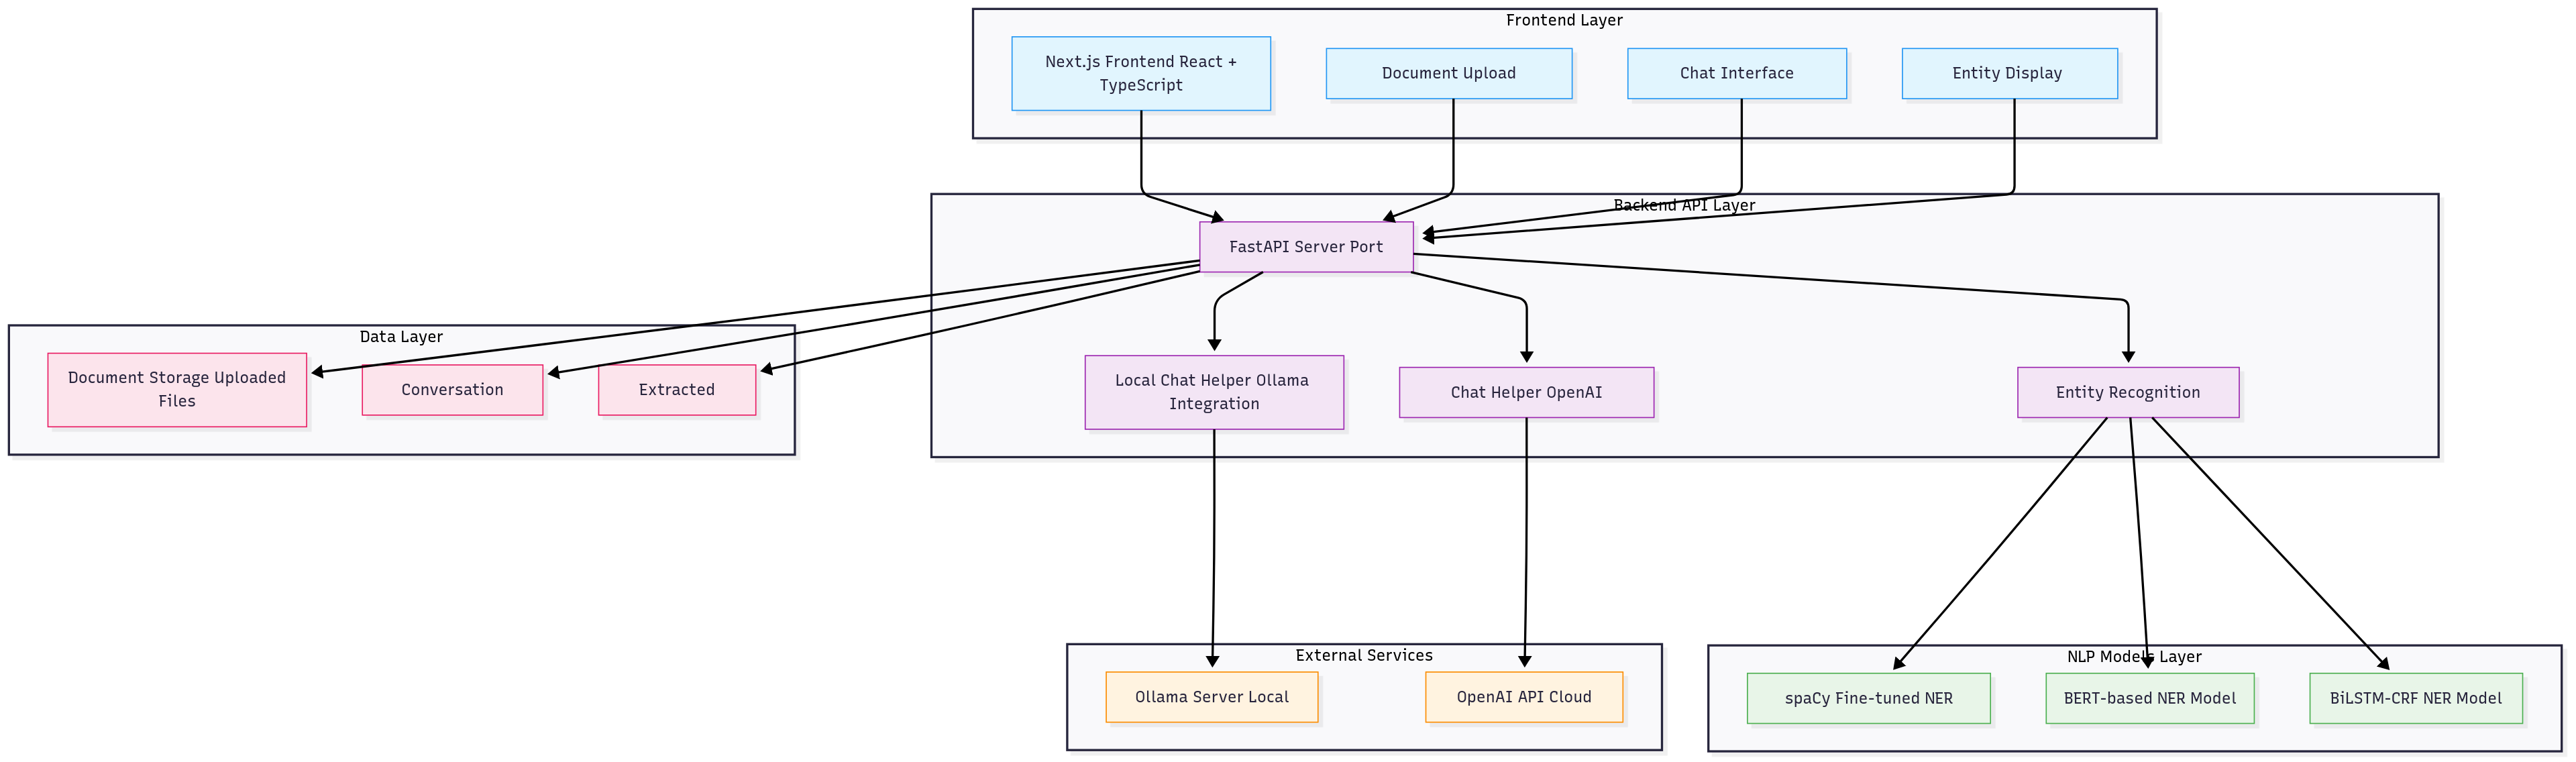 Frontend Layer
Next.js Frontend React +
TypeScript
Document Upload
Chat Interface
Entity Display
Backend API Layer
FastAPI Server Port
Data Layer
Document Storage Uploaded
Files
Conversation
Extracted
Local Chat Helper Ollama
Integration
Chat Helper OpenAI
Entity Recognition
External Services
Ollama Server Local
OpenAI API Cloud
NLP Models Layer
spaCy Fine-tuned NER
BERT-based NER Model
BiLSTM-CRF NER Model